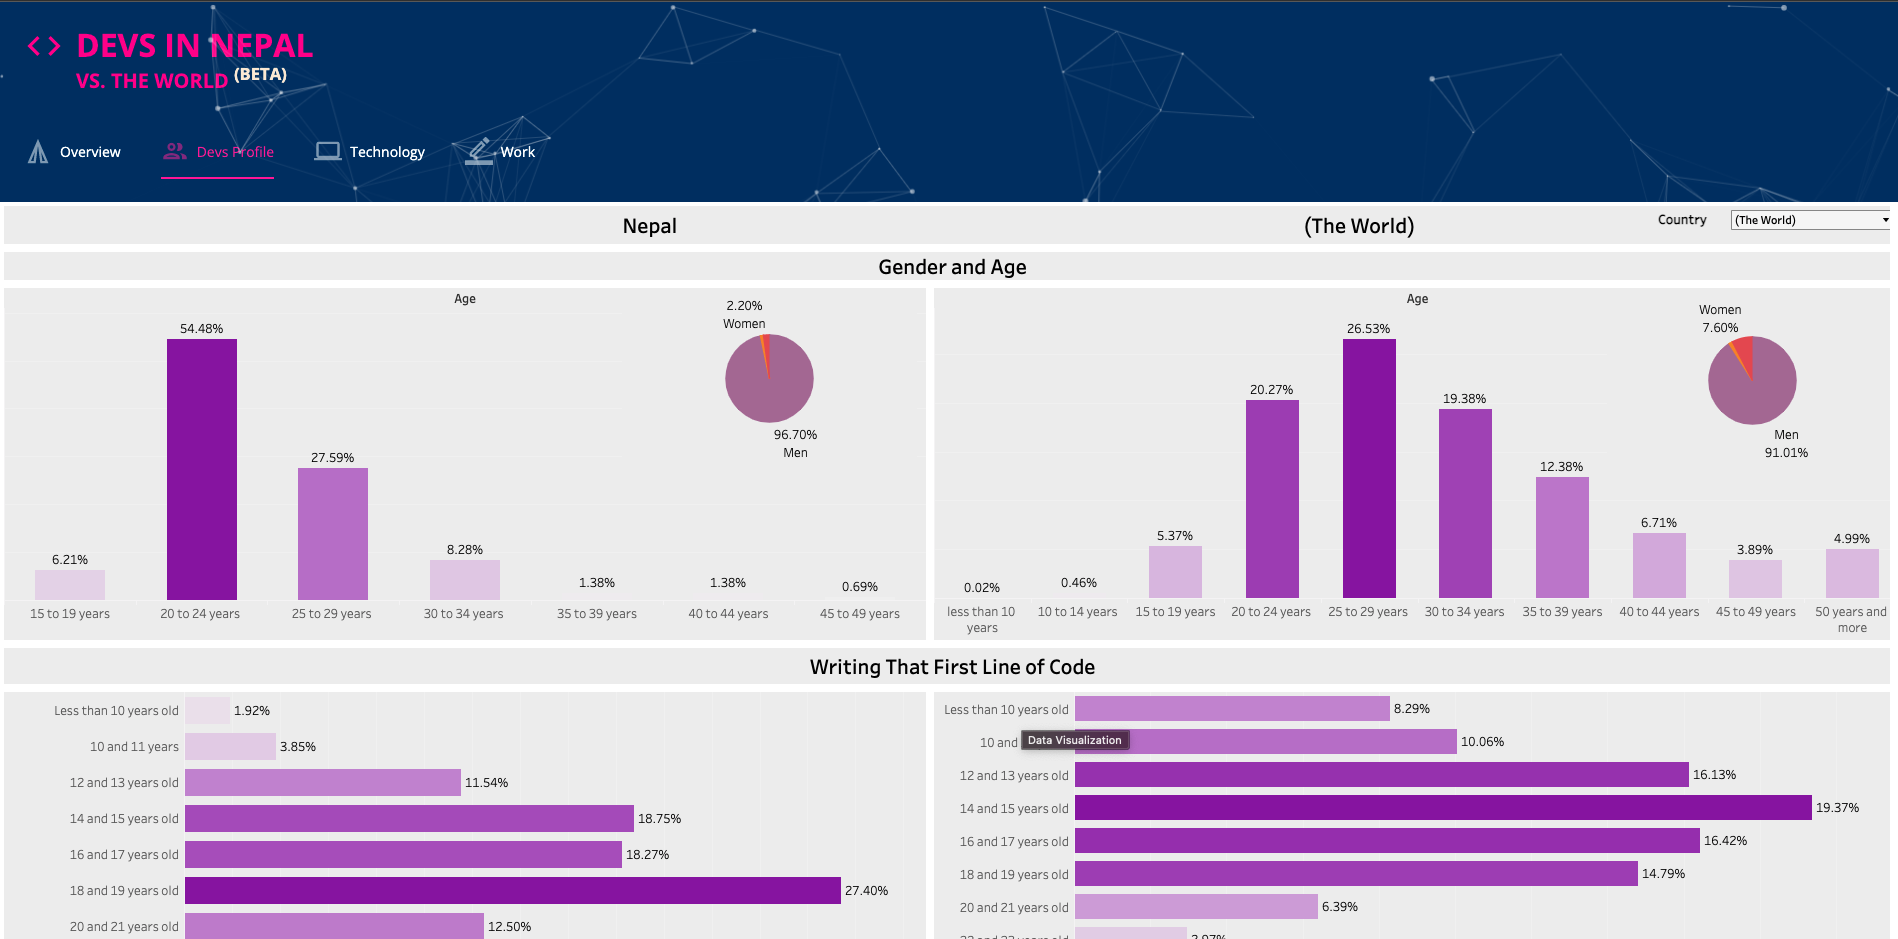 DEVS IN NEPAL
VS. THE WORLD (BETA)
Overview
Devs Profile
Technology
Work
Nepal
(The World)
Country
(The World)
Gender and Age
Age
54.48%
27.59%
6.21%
8.28%
1.38%
1.38%
0.69%
15 to 19 years
20 to 24 years
25 to 29 years
30 to 34 years
35 to 39 years
40 to 44 years
45 to 49 years
2.20%
Women
96.70%
Men
Age
26.53%
20.27%
19.38%
12.38%
5.37%
6.71%
3.89%
4.99%
0.02%
0.46%
less than 10
years
10 to 14 years
15 to 19 years
20 to 24 years
25 to 29 years
30 to 34 years
35 to 39 years
40 to 44 years
45 to 49 years
50 years and
more
Women
7.60%
Men
91.01%
Writing That First Line of Code
Less than 10 years old
1.92%
10 and 11 years
3.85%
12 and 13 years old
11.54%
14 and 15 years old
18.75%
16 and 17 years old
18.27%
18 and 19 years old
27.40%
20 and 21 years old
12.50%
Less than 10 years old
8.29%
10 and
Data Visualization
10.06%
12 and 13 years old
16.13%
14 and 15 years old
19.37%
16 and 17 years old
16.42%
18 and 19 years old
14.79%
20 and 21 years old
6.39%